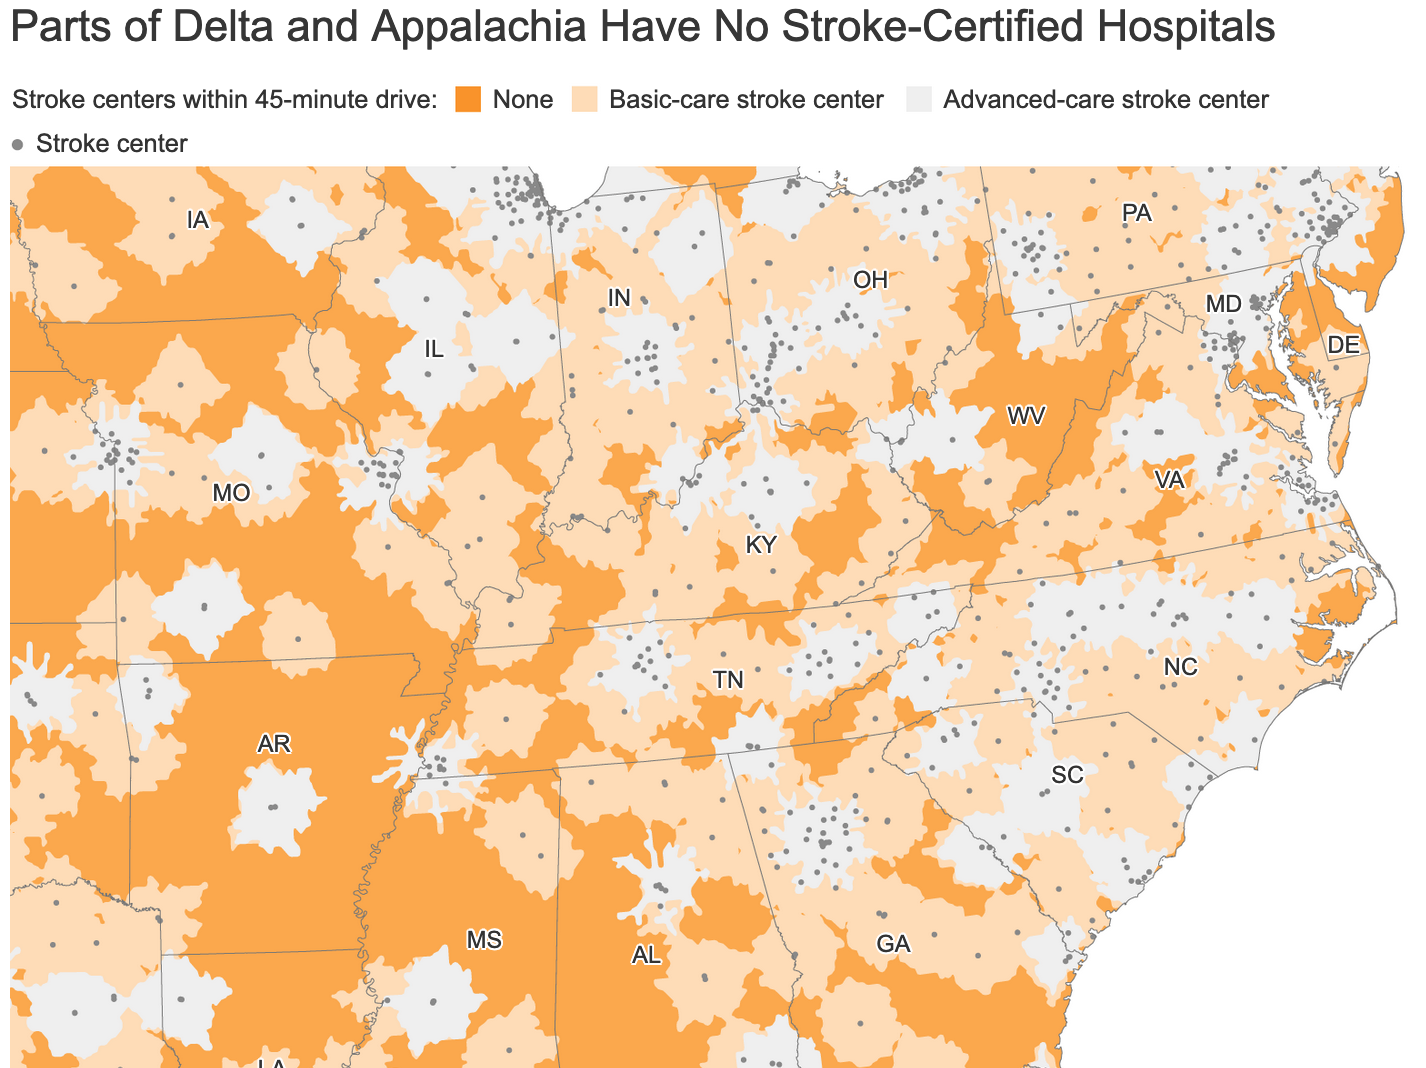 Parts of Delta and Appalachia Have No Stroke-Certified Hospitals
Stroke centers within 45-minute drive: None Basic-care stroke center Advanced-care stroke center
Stroke center
IA
PA
OH
IN
MD
IL
DE
WV
MO
VA
KY
TN
NC
AR
SC
MS
AL
GA
LA